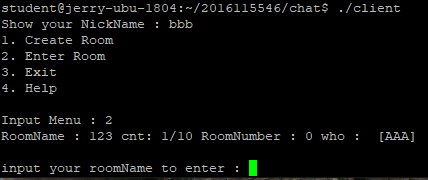 student@jerry-ubu-1804:~/2016115546/chat$ ./client
Show your NickName : bbb
1. Create Room
2. Enter Room
3. Exit
4. Help
Input Menu : 2
RoomName : 123 cnt: 1/10 RoomNumber : 0 who :  [AAA]
input your roomName to enter :